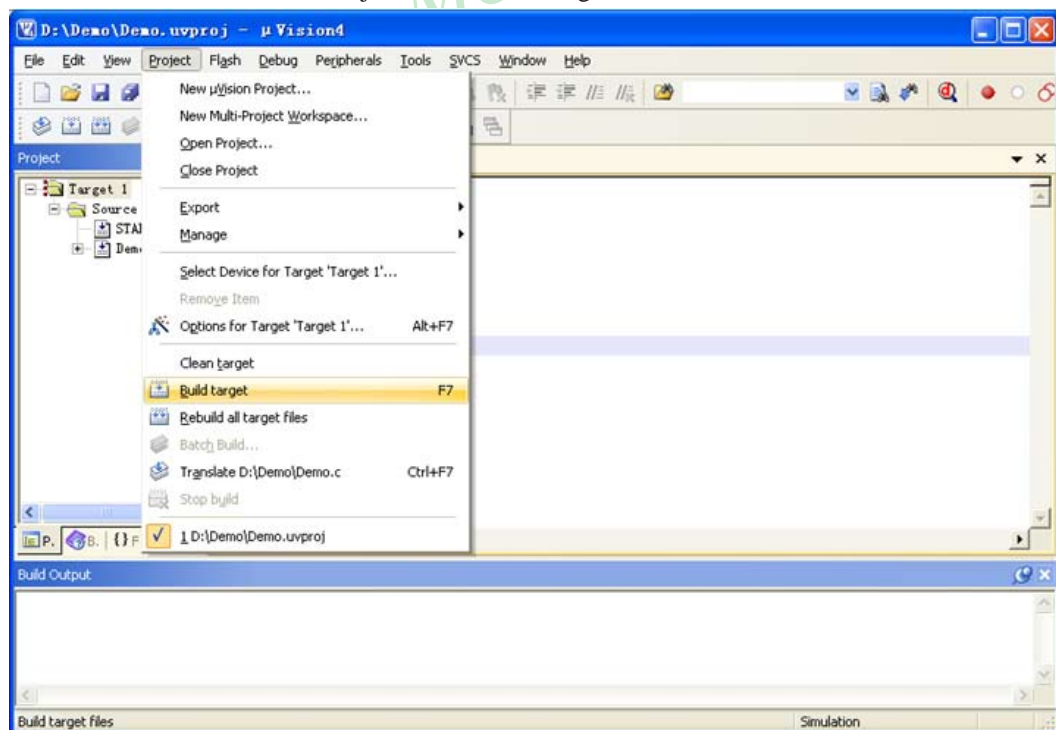 D:\Demo\Demo.uvproj - µVision4
File Edit View Project Flash Debug Peripherals Tools SVCS Window Help
New µVision Project...
New Multi-Project Workspace...
Open Project...
Close Project
Export
Manage
Select Device for Target 'Target 1'...
Remove Item
Options for Target 'Target 1'... Alt+F7
Clean target
Build target F7
Rebuild all target files
Batch Build...
Translate D:\Demo\Demo.c Ctrl+F7
Stop build
1 D:\Demo\Demo.uvproj
Project
Target 1
Source
STA
Dem
P. B. {} F
Build Output
Build target files Simulation